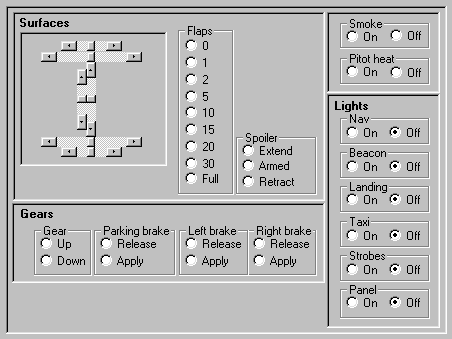 Surfaces
Flaps
0
1
2
5
10
15
20
30
Full
Spoiler
Extend
Armed
Retract
Gears
Gear
Up
Down
Parking brake
Release
Apply
Left brake
Release
Apply
Right brake
Release
Apply
Smoke
On Off
Pitot heat
On Off
Lights
Nav
On Off
Beacon
On Off
Landing
On Off
Taxi
On Off
Strobes
On Off
Panel
On Off